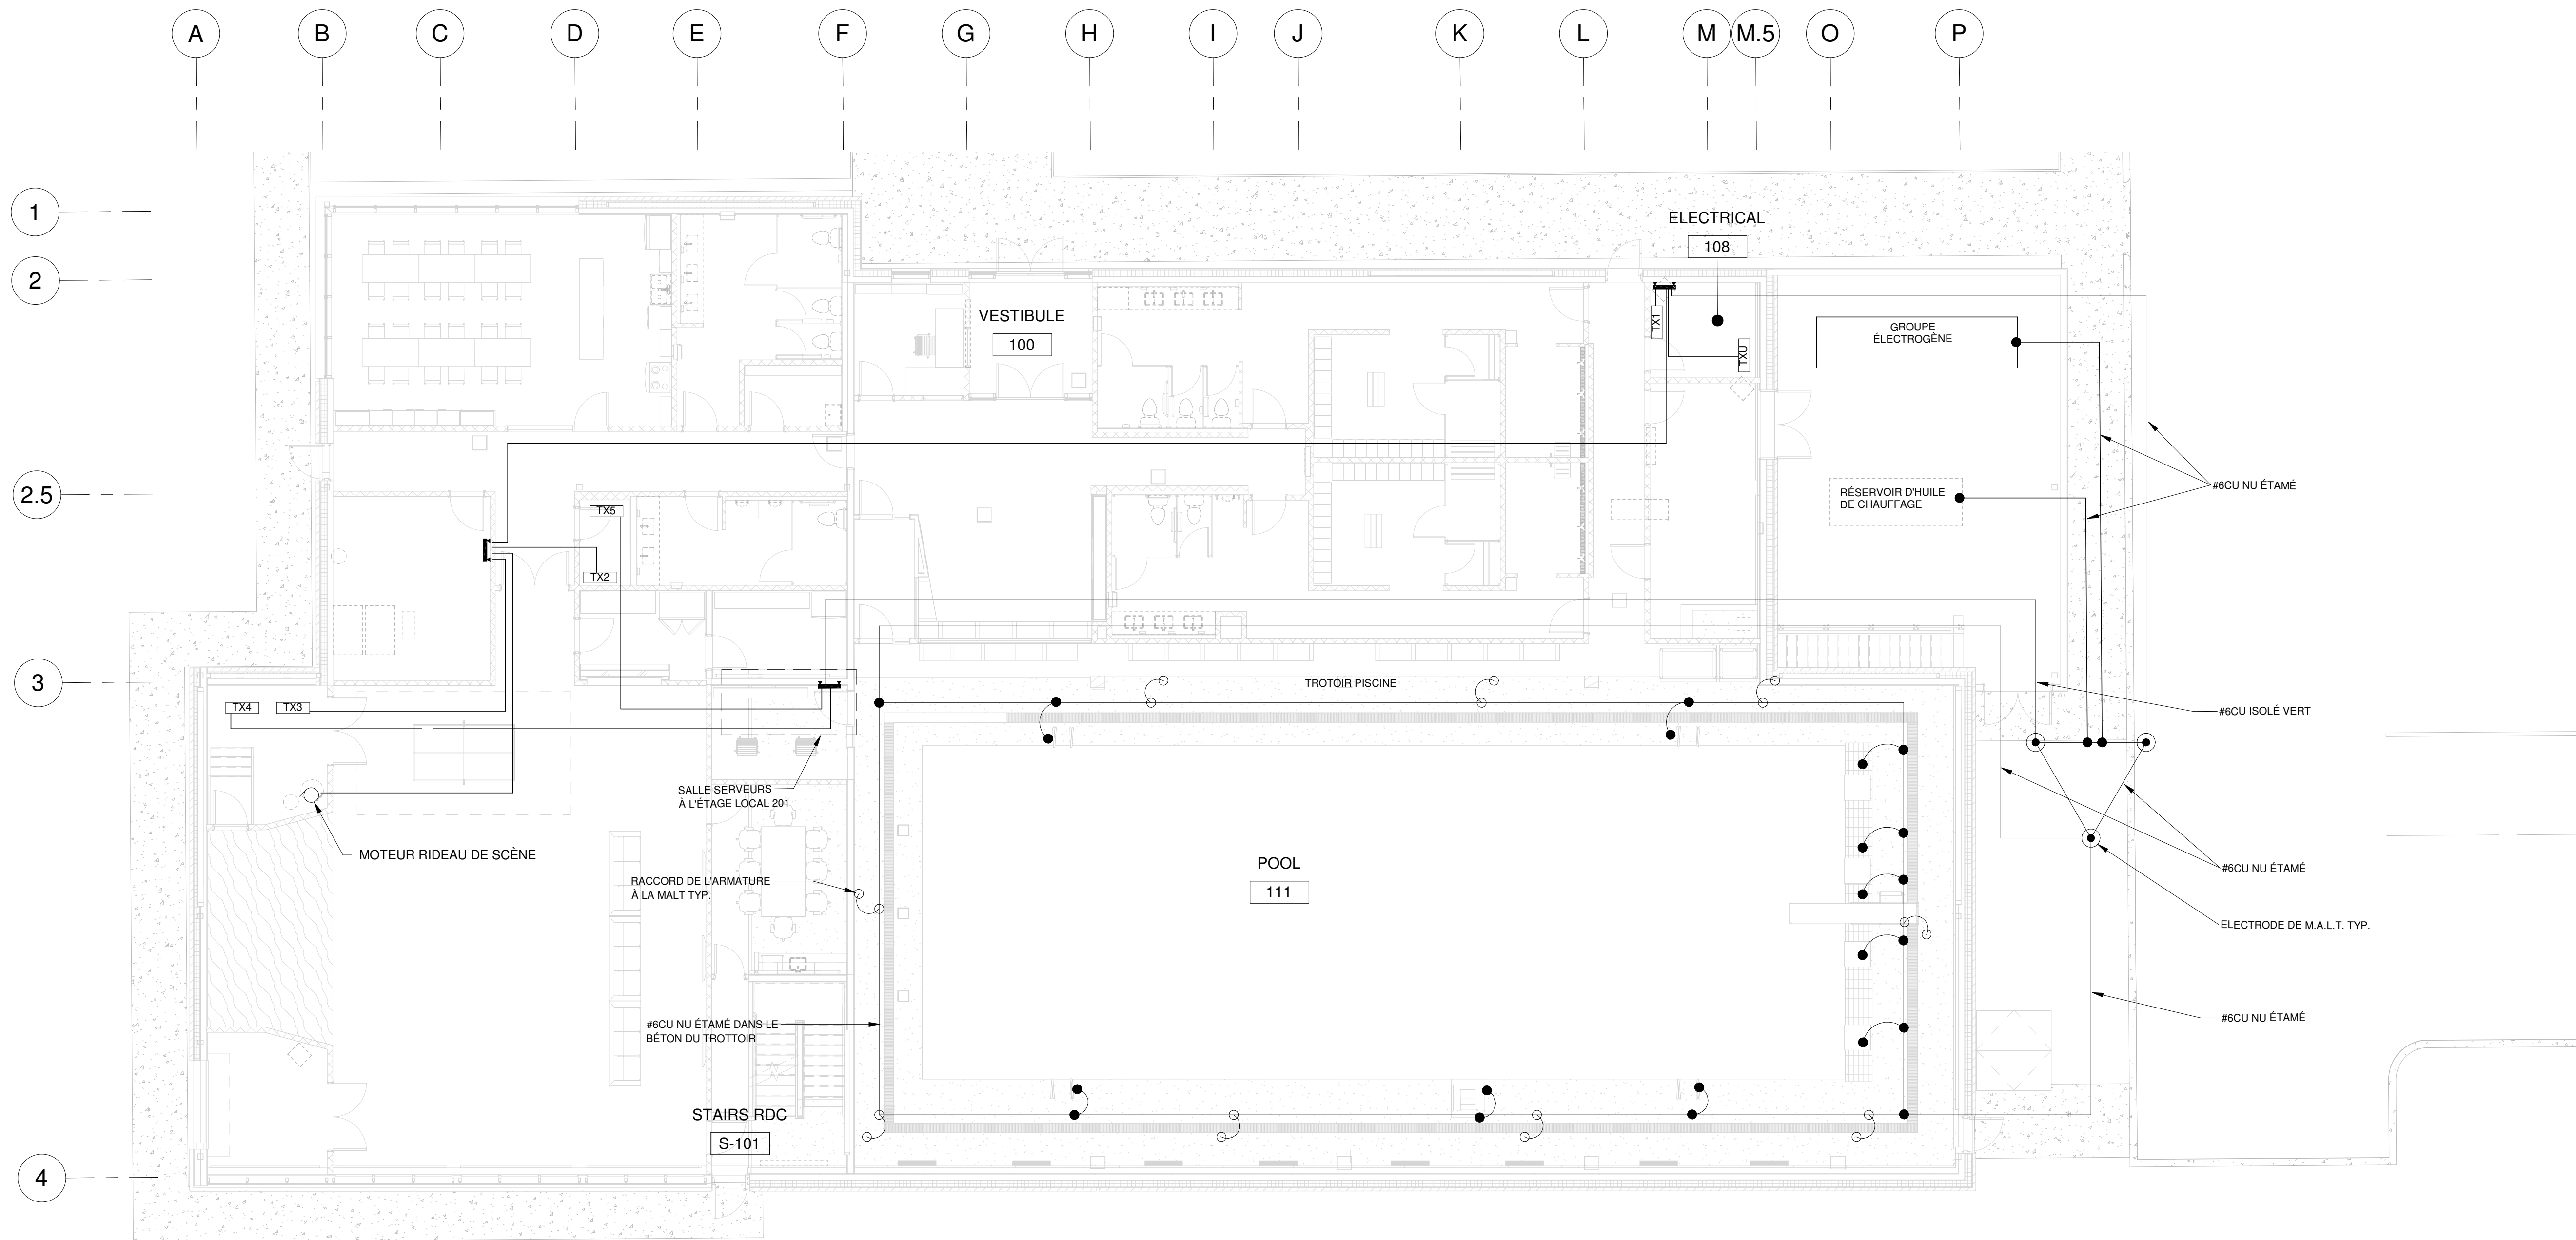 A
B
C
D
E
F
G
H
I
J
K
L
M
M.5
O
P
1
2
2.5
3
4
ELECTRICAL
108
VESTIBULE
100
TX1
TXU
GROUPE
ÉLECTROGÈNE
RÉSERVOIR D'HUILE
DE CHAUFFAGE
#6CU NU ÉTAMÉ
TX5
TX2
TX4
TX3
TROTOIR PISCINE
#6CU ISOLÉ VERT
SALLE SERVEURS
À L'ÉTAGE LOCAL 201
MOTEUR RIDEAU DE SCÈNE
RACCORD DE L'ARMATURE
À LA MALT TYP.
POOL
111
#6CU NU ÉTAMÉ
ELECTRODE DE M.A.L.T. TYP.
#6CU NU ÉTAMÉ DANS LE
BÉTON DU TROTTOIR
#6CU NU ÉTAMÉ
STAIRS RDC
S-101